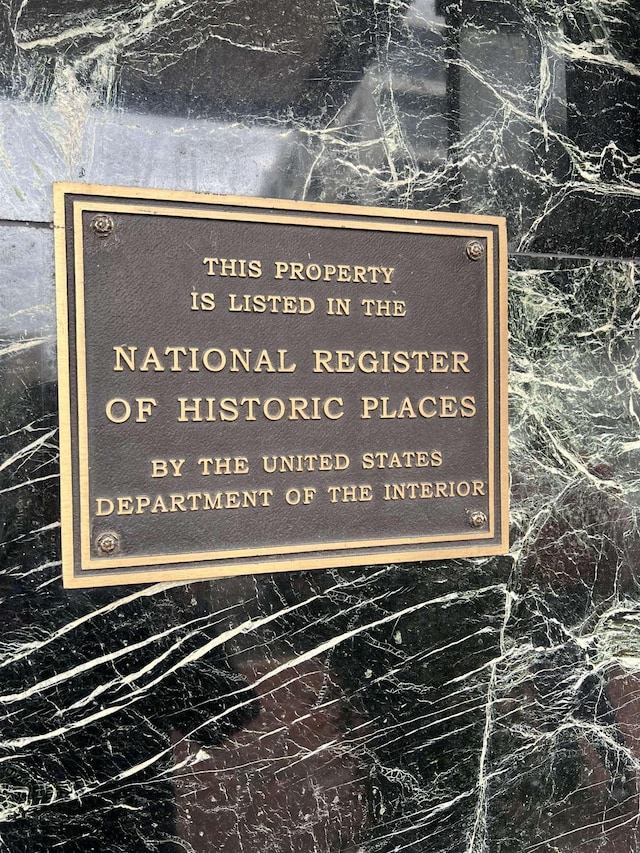 THIS PROPERTY
IS LISTED IN THE
NATIONAL REGISTER
OF HISTORIC PLACES
BY THE UNITED STATES
DEPARTMENT OF THE INTERIOR